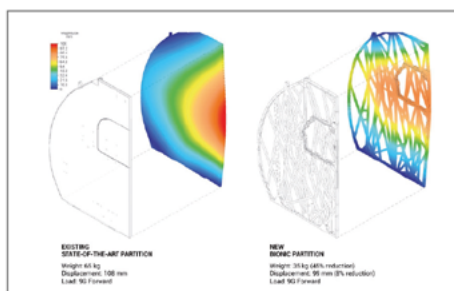 EXISTING
STATE-OF-THE-ART PARTITION
Weight: 65 kg
Displacement: 108 mm
Load: 9G Forward
NEW
BIONIC PARTITION
Weight: 35 kg (46% reduction)
Displacement: 99 mm (8% reduction)
Load: 9G Forward